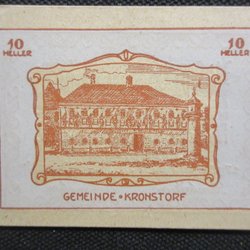 10 10
HELLER HELLER
GEMEINDE • KRONSTORF